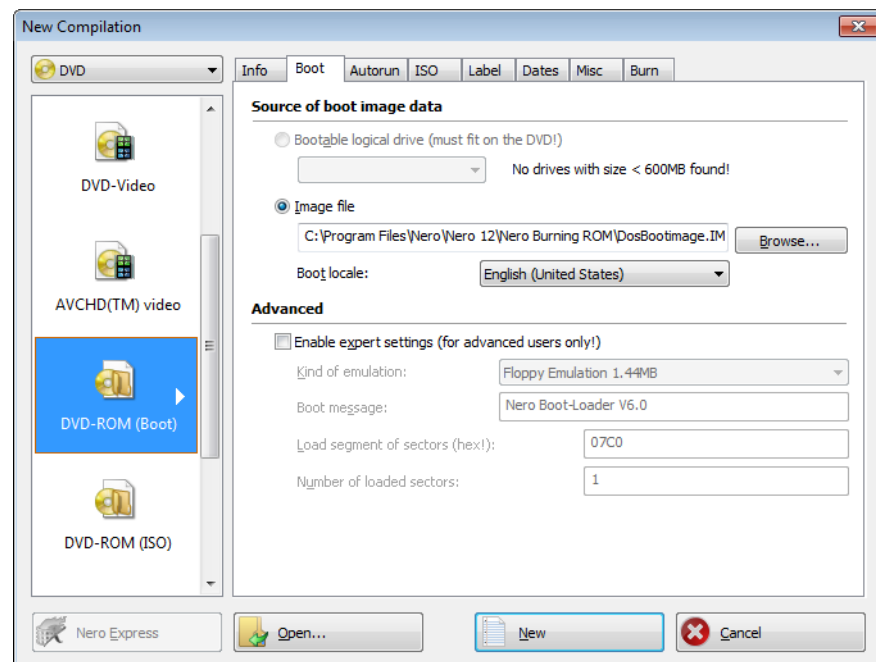 New Compilation
DVD
Info Boot Autorun ISO Label Dates Misc Burn
DVD-Video
AVCHD(TM) video
DVD-ROM (Boot)
DVD-ROM (ISO)
Source of boot image data
Bootable logical drive (must fit on the DVD!)
No drives with size < 600MB found!
Image file
C:\Program Files\Nero\Nero 12\Nero Burning ROM\DosBootimage.IM
Browse...
Boot locale: English (United States)
Advanced
Enable expert settings (for advanced users only!)
Kind of emulation: Floppy Emulation 1.44MB
Boot message: Nero Boot-Loader V6.0
Load segment of sectors (hex!): 07C0
Number of loaded sectors: 1
Nero Express Open... New Cancel